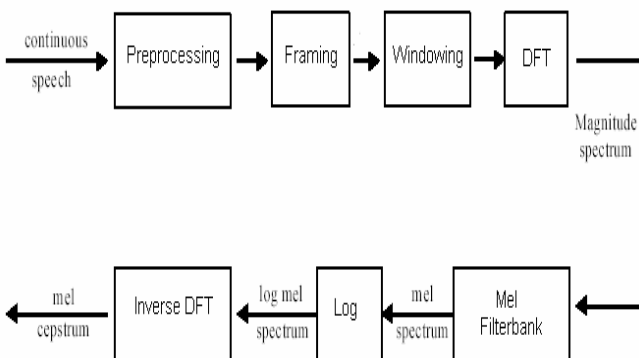 continuous
speech
Preprocessing
Framing
Windowing
DFT
Magnitude
spectrum
mel
cepstrum
Inverse DFT
log mel
spectrum
Log
mel
spectrum
Mel
Filterbank